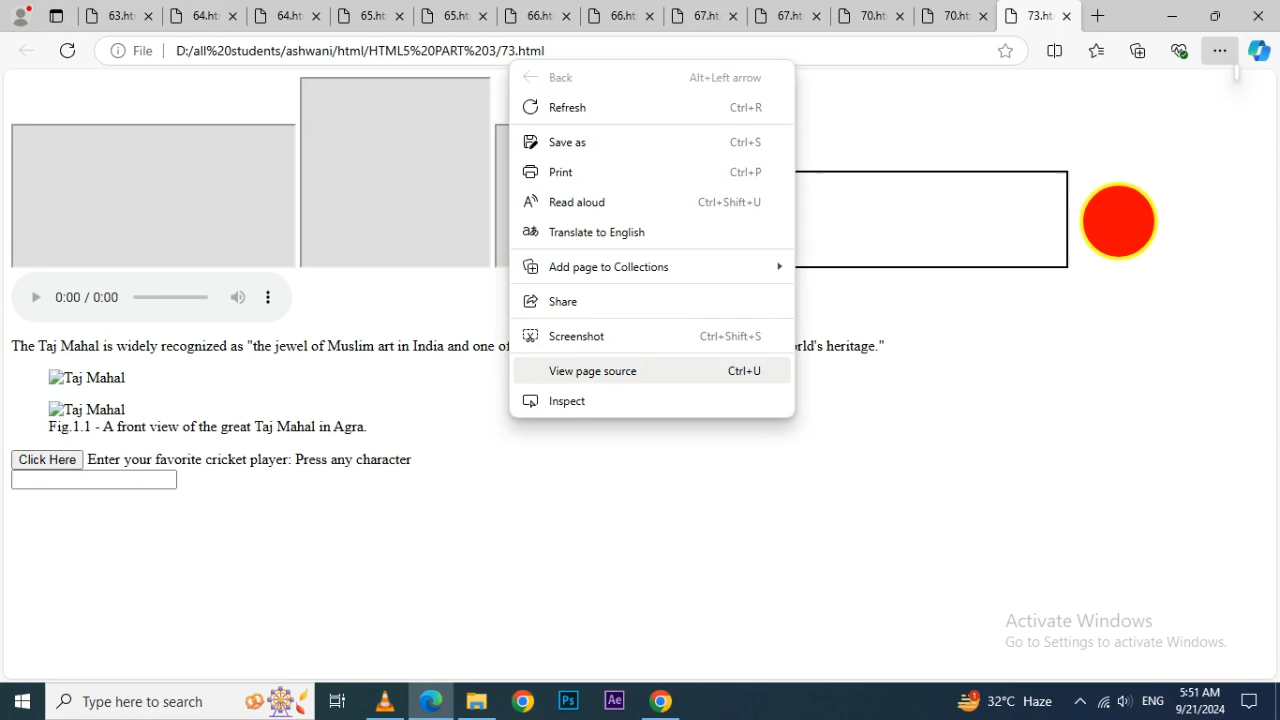 63.ht
64.ht
64.ht
65.ht
65.ht
66.ht
66.ht
67.ht
67.ht
70.ht
70.ht
73.ht
File D:/all%20students/ashwani/html/HTML5%20PART%203/73.html
Back Alt+Left arrow
Refresh Ctrl+R
Save as Ctrl+S
Print Ctrl+P
Read aloud Ctrl+Shift+U
Translate to English
Add page to Collections
Share
Screenshot Ctrl+Shift+S
View page source Ctrl+U
Inspect
0:00 / 0:00
The Taj Mahal is widely recognized as "the jewel of Muslim art in India and one of world's heritage."
Taj Mahal
Taj Mahal
Fig.1.1 - A front view of the great Taj Mahal in Agra.
Click Here Enter your favorite cricket player: Press any character
Activate Windows
Go to Settings to activate Windows.
Type here to search
Ps
Ae
1
32°C Haze
ENG
5:51 AM
9/21/2024